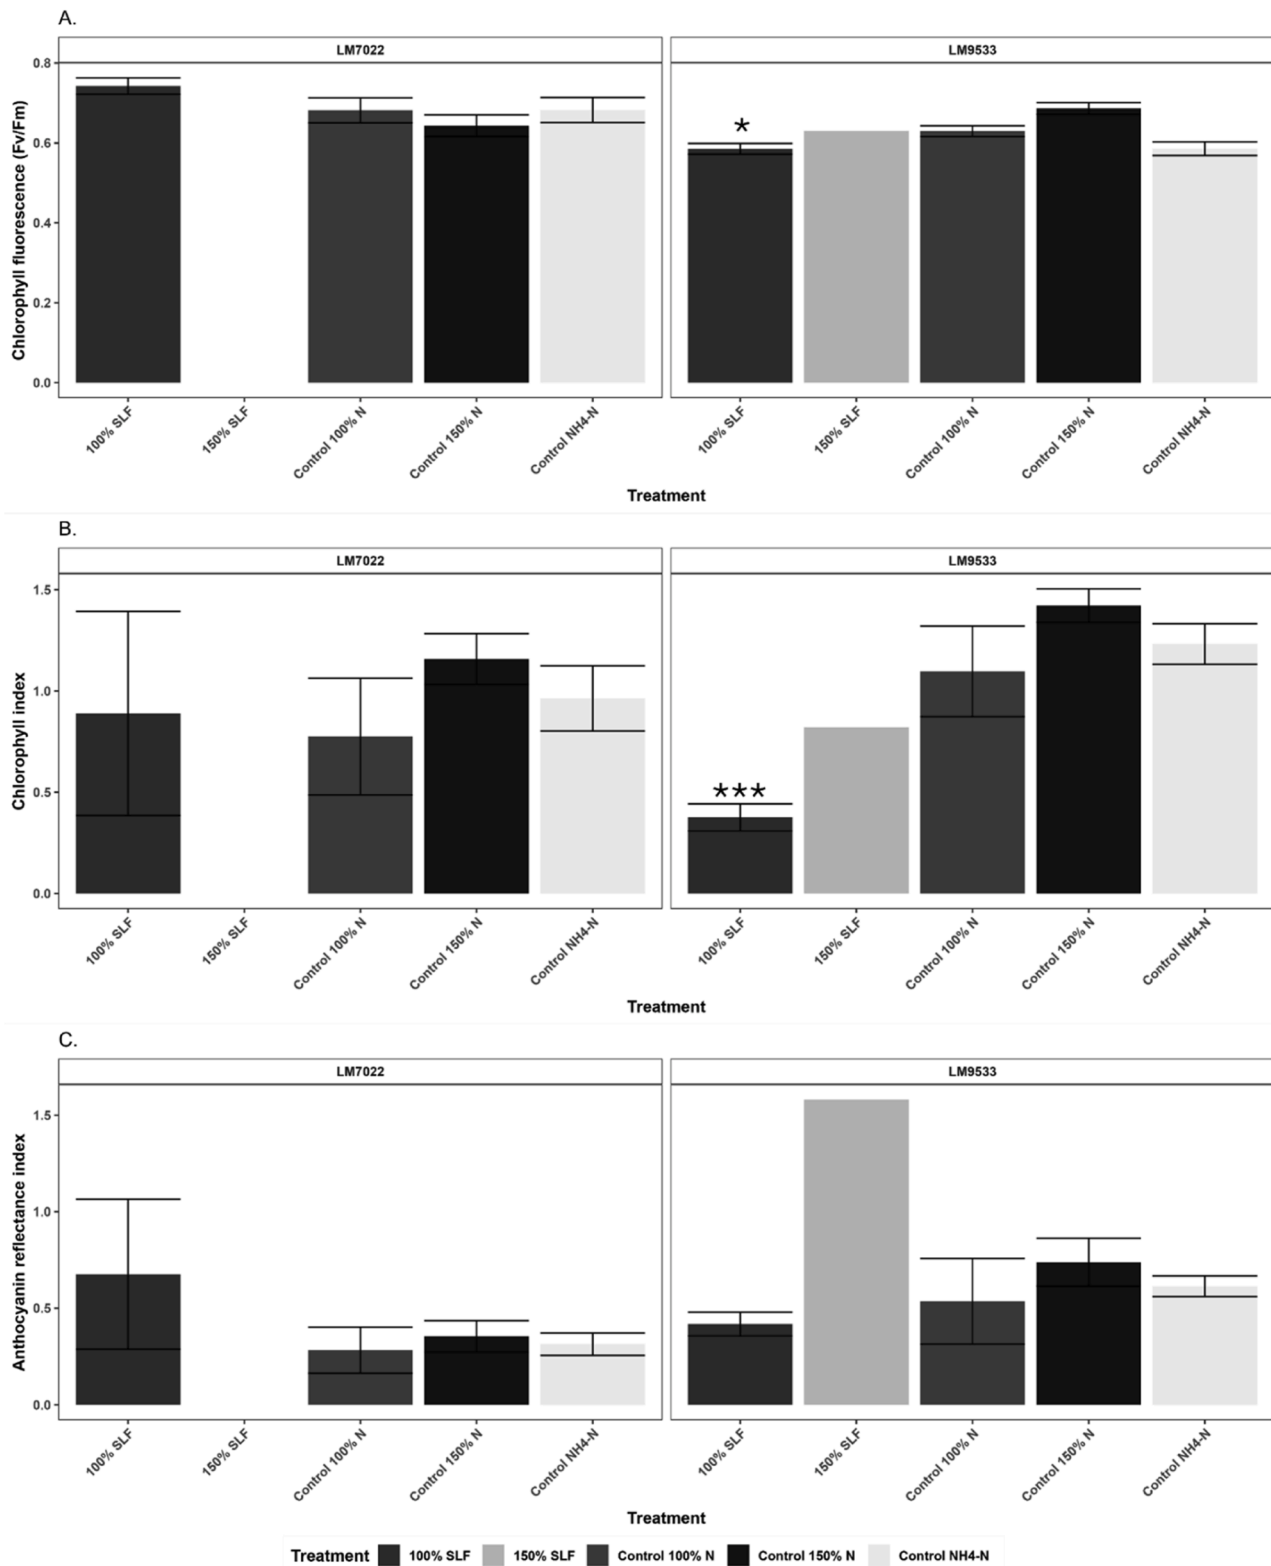 A.
LM7022 LM9533
Chlorophyll fluorescence (Fv/Fm)
0.8
0.6
0.4
0.2
0.0
*
100% SLF 150% SLF Control 100% N Control 150% N Control NH4-N 100% SLF 150% SLF Control 100% N Control 150% N Control NH4-N
Treatment
B.
LM7022 LM9533
Chlorophyll index
1.5
1.0
0.5
0.0
***
100% SLF 150% SLF Control 100% N Control 150% N Control NH4-N 100% SLF 150% SLF Control 100% N Control 150% N Control NH4-N
Treatment
C.
LM7022 LM9533
Anthocyanin reflectance index
1.5
1.0
0.5
0.0
100% SLF 150% SLF Control 100% N Control 150% N Control NH4-N 100% SLF 150% SLF Control 100% N Control 150% N Control NH4-N
Treatment
Treatment 100% SLF 150% SLF Control 100% N Control 150% N Control NH4-N